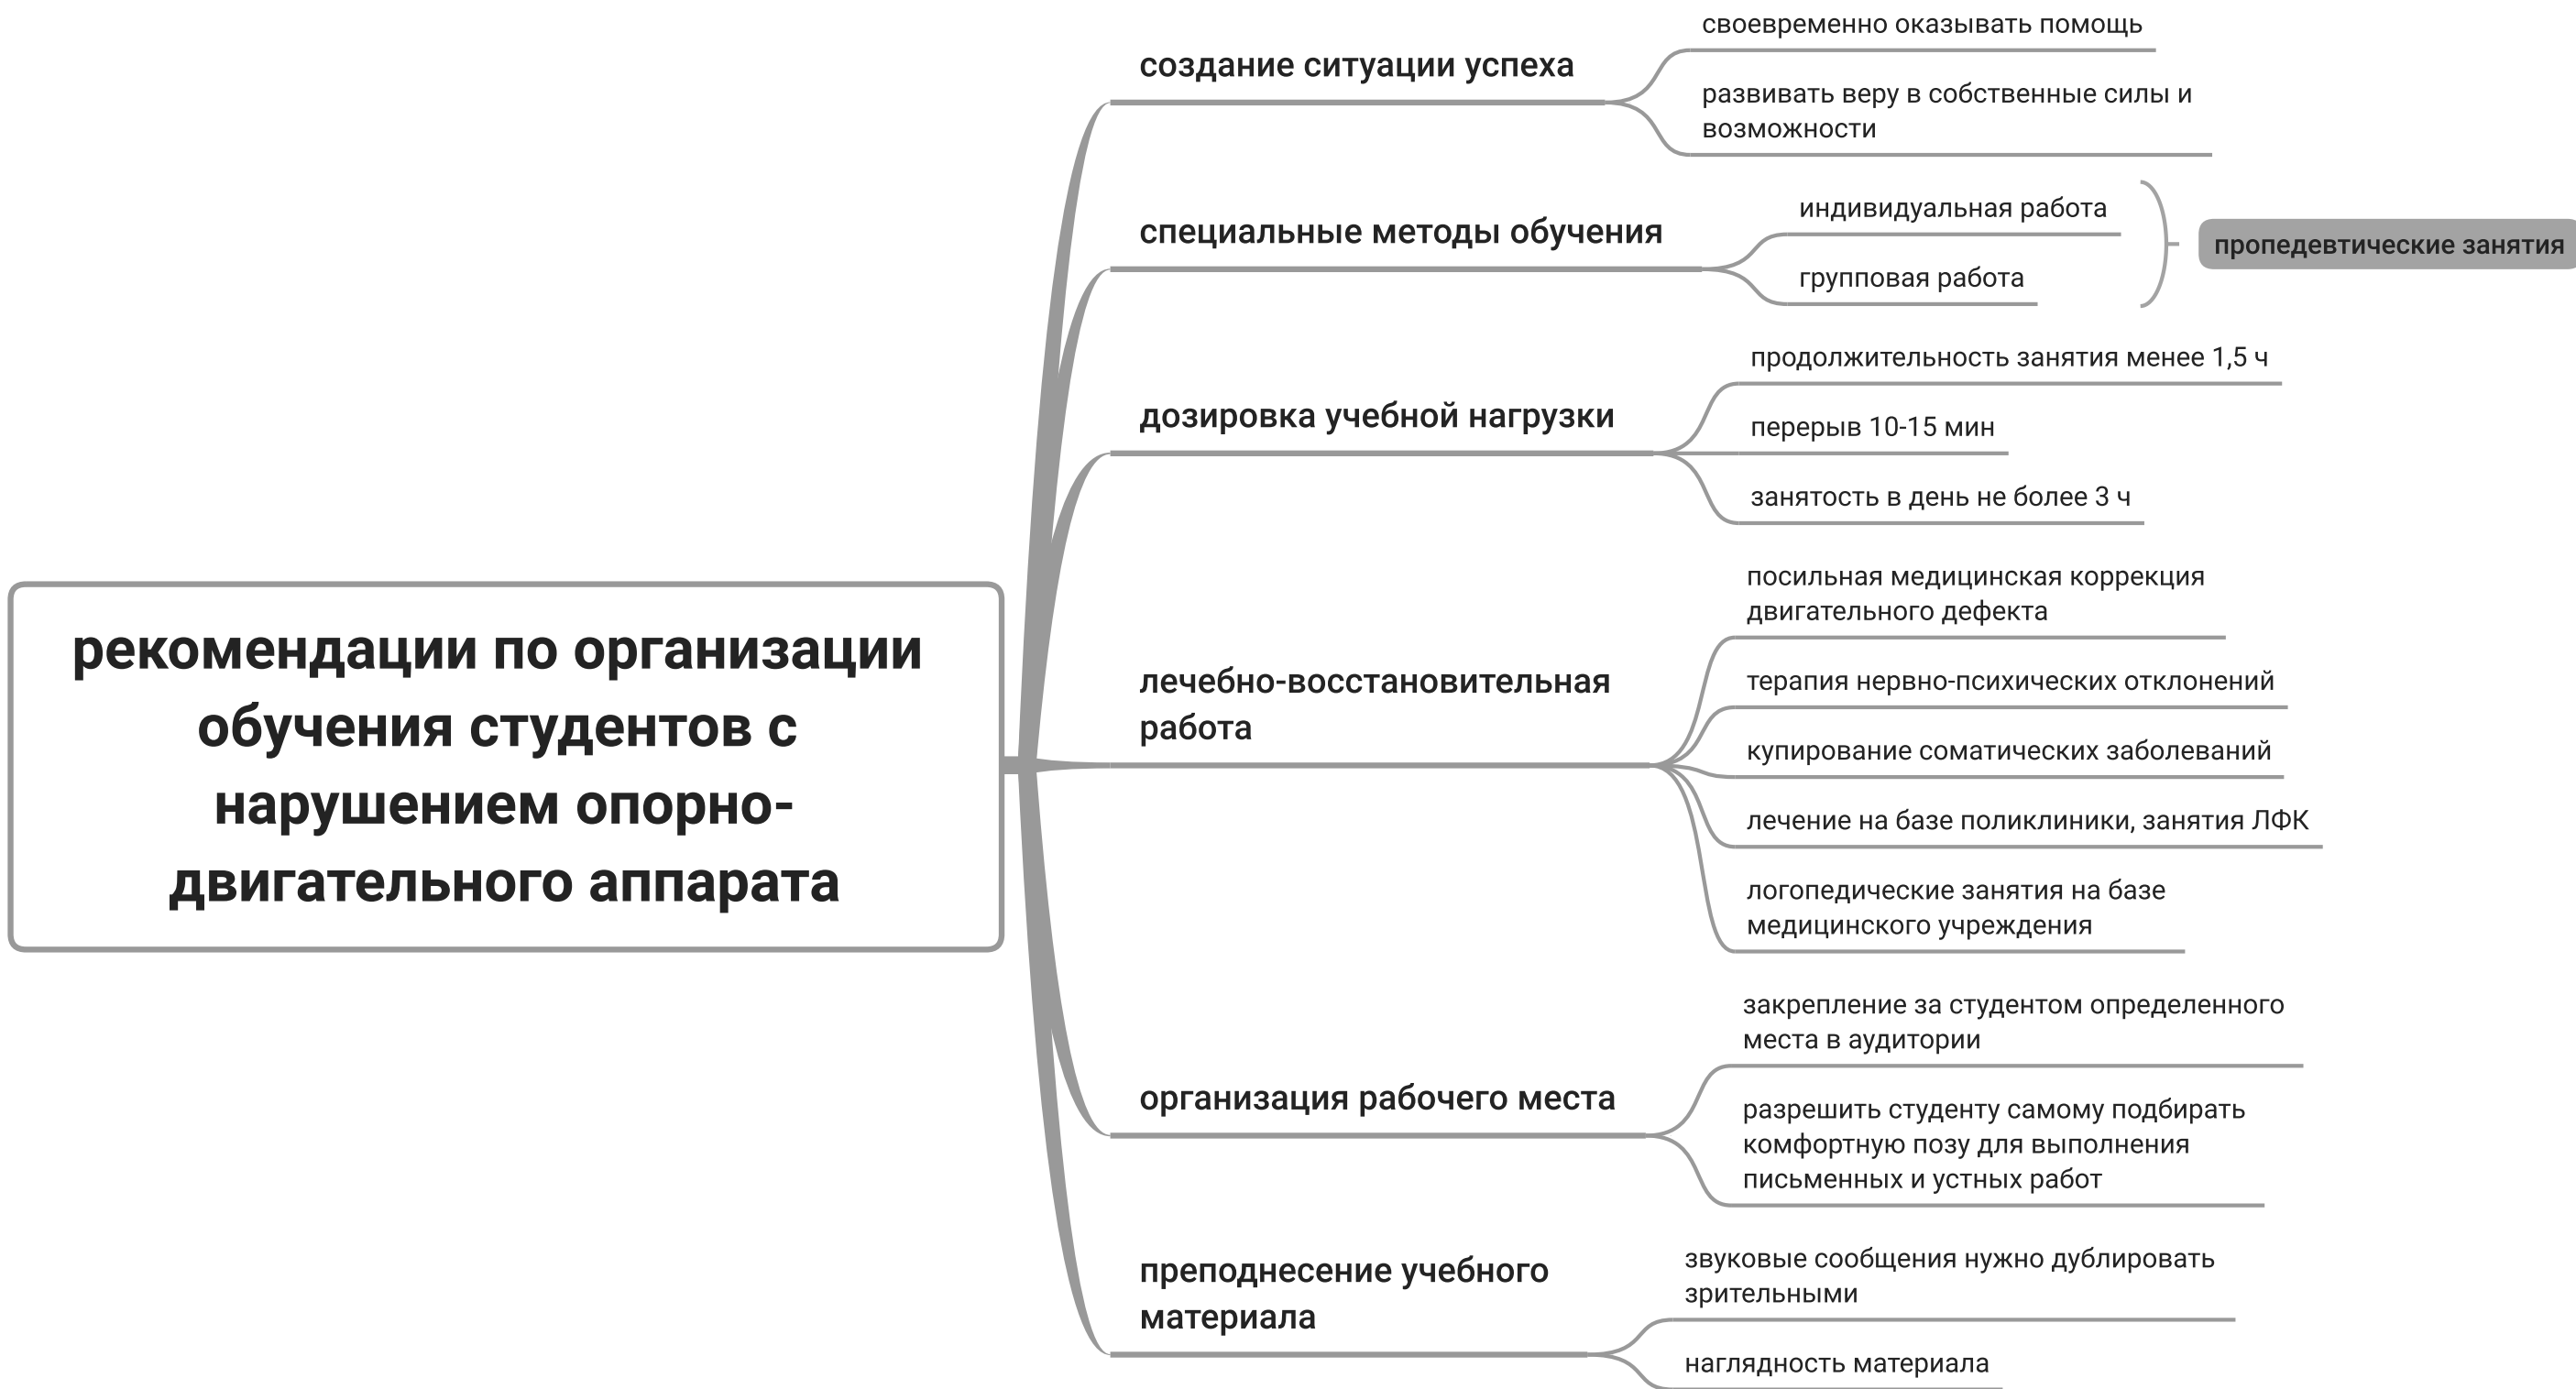 рекомендации по организации
обучения студентов с
нарушением опорно-
двигательного аппарата
создание ситуации успеха
своевременно оказывать помощь
развивать веру в собственные силы и
возможности
специальные методы обучения
индивидуальная работа
групповая работа
пропедевтические занятия
дозировка учебной нагрузки
продолжительность занятия менее 1,5 ч
перерыв 10-15 мин
занятость в день не более 3 ч
лечебно-восстановительная
работа
посильная медицинская коррекция
двигательного дефекта
терапия нервно-психических отклонений
купирование соматических заболеваний
лечение на базе поликлиники, занятия ЛФК
логопедические занятия на базе
медицинского учреждения
организация рабочего места
закрепление за студентом определенного
места в аудитории
разрешить студенту самому подбирать
комфортную позу для выполнения
письменных и устных работ
преподнесение учебного
материала
звуковые сообщения нужно дублировать
зрительными
наглядность материала